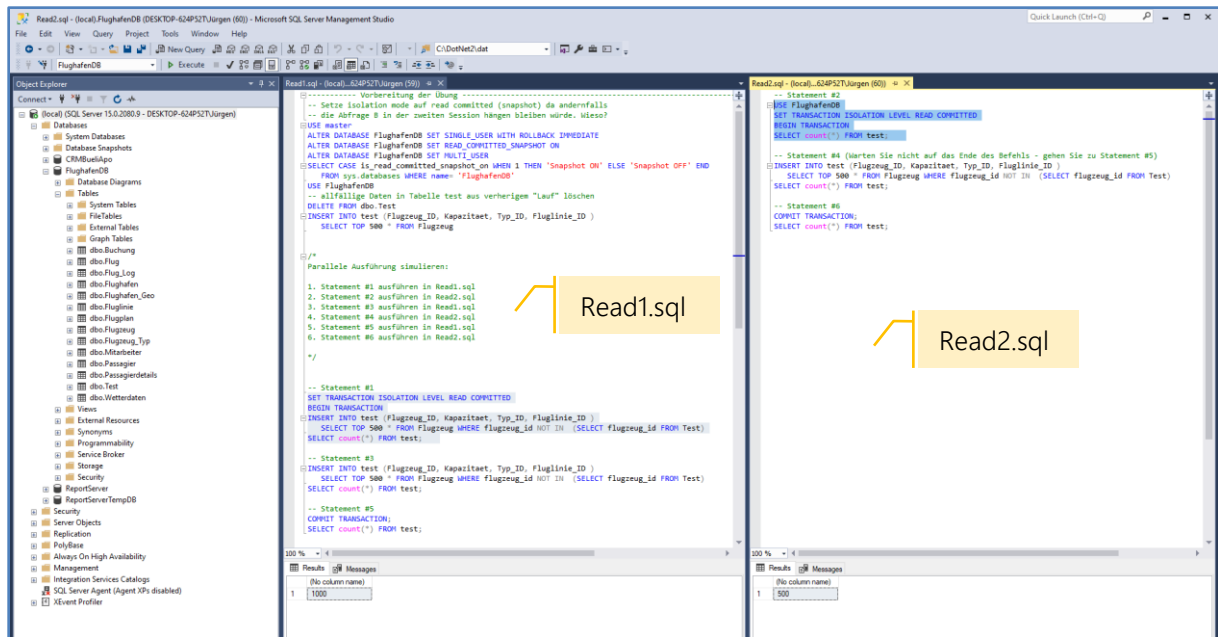 Read2.sql - (local).FlughafenDB (DESKTOP-624P52T\Jürgen (60)) - Microsoft SQL Server Management Studio
Quick Launch (Ctrl+Q)
File Edit View Query Project Tools Window Help
New Query
C:\DotNet2\dat
FlughafenDB
Execute
Object Explorer
Connect
(local) (SQL Server 15.0.2080.9 - DESKTOP-624P52T\Jürgen)
Databases
System Databases
Database Snapshots
CRMBueliApo
FlughafenDB
Database Diagrams
Tables
System Tables
FileTables
External Tables
Graph Tables
dbo.Buchung
dbo.Flug
dbo.Flug_Log
dbo.Flughafen
dbo.Flughafen_Geo
dbo.Fluglinie
dbo.Flugplan
dbo.Flugzeug
dbo.Flugzeug_Typ
dbo.Mitarbeiter
dbo.Passagier
dbo.Passagierdetails
dbo.Test
dbo.Wetterdaten
Views
External Resources
Synonyms
Programmability
Service Broker
Storage
Security
ReportServer
ReportServerTempDB
Security
Server Objects
Replication
PolyBase
Always On High Availability
Management
Integration Services Catalogs
SQL Server Agent (Agent XPs disabled)
XEvent Profiler
Read1.sql - (local)...624P52T\Jürgen (59))
---------- Vorbereitung der Übung ----------
-- Setze isolation mode auf read committed (snapshot) da andernfalls
-- die Abfrage B in der zweiten Session hängen bleiben würde. Wieso?
USE master
ALTER DATABASE FlughafenDB SET SINGLE_USER WITH ROLLBACK IMMEDIATE
ALTER DATABASE FlughafenDB SET READ_COMMITTED_SNAPSHOT ON
ALTER DATABASE FlughafenDB SET MULTI_USER
SELECT CASE is_read_committed_snapshot_on WHEN 1 THEN 'Snapshot ON' ELSE 'Snapshot OFF' END
FROM sys.databases WHERE name= 'FlughafenDB'
USE FlughafenDB
-- allfällige Daten in Tabelle test aus verherigem "Lauf" löschen
DELETE FROM dbo.Test
INSERT INTO test (Flugzeug_ID, Kapazitaet, Typ_ID, Fluglinie_ID )
SELECT TOP 500 * FROM Flugzeug
/*
Parallele Ausführung simulieren:
1. Statement #1 ausführen in Read1.sql
2. Statement #2 ausführen in Read2.sql
3. Statement #3 ausführen in Read1.sql
4. Statement #4 ausführen in Read2.sql
5. Statement #5 ausführen in Read1.sql
6. Statement #6 ausführen in Read2.sql
*/
-- Statement #1
SET TRANSACTION ISOLATION LEVEL READ COMMITTED
BEGIN TRANSACTION
INSERT INTO test (Flugzeug_ID, Kapazitaet, Typ_ID, Fluglinie_ID )
SELECT TOP 500 * FROM Flugzeug WHERE flugzeug_id NOT IN (SELECT flugzeug_id FROM Test)
SELECT count(*) FROM test;
-- Statement #3
INSERT INTO test (Flugzeug_ID, Kapazitaet, Typ_ID, Fluglinie_ID )
SELECT TOP 500 * FROM Flugzeug WHERE flugzeug_id NOT IN (SELECT flugzeug_id FROM Test)
SELECT count(*) FROM test;
-- Statement #5
COMMIT TRANSACTION;
SELECT count(*) FROM test;
Read1.sql
100 %
Results Messages
(No column name)
1 1000
Read2.sql - (local)...624P52T\Jürgen (60))
-- Statement #2
USE FlughafenDB
SET TRANSACTION ISOLATION LEVEL READ COMMITTED
BEGIN TRANSACTION
SELECT count(*) FROM test;
-- Statement #4 (Warten Sie nicht auf das Ende des Befehls - gehen Sie zu Statement #5)
INSERT INTO test (Flugzeug_ID, Kapazitaet, Typ_ID, Fluglinie_ID )
SELECT TOP 500 * FROM Flugzeug WHERE flugzeug_id NOT IN (SELECT flugzeug_id FROM Test)
SELECT count(*) FROM test;
-- Statement #6
COMMIT TRANSACTION;
SELECT count(*) FROM test;
Read2.sql
100 %
Results Messages
(No column name)
1 500